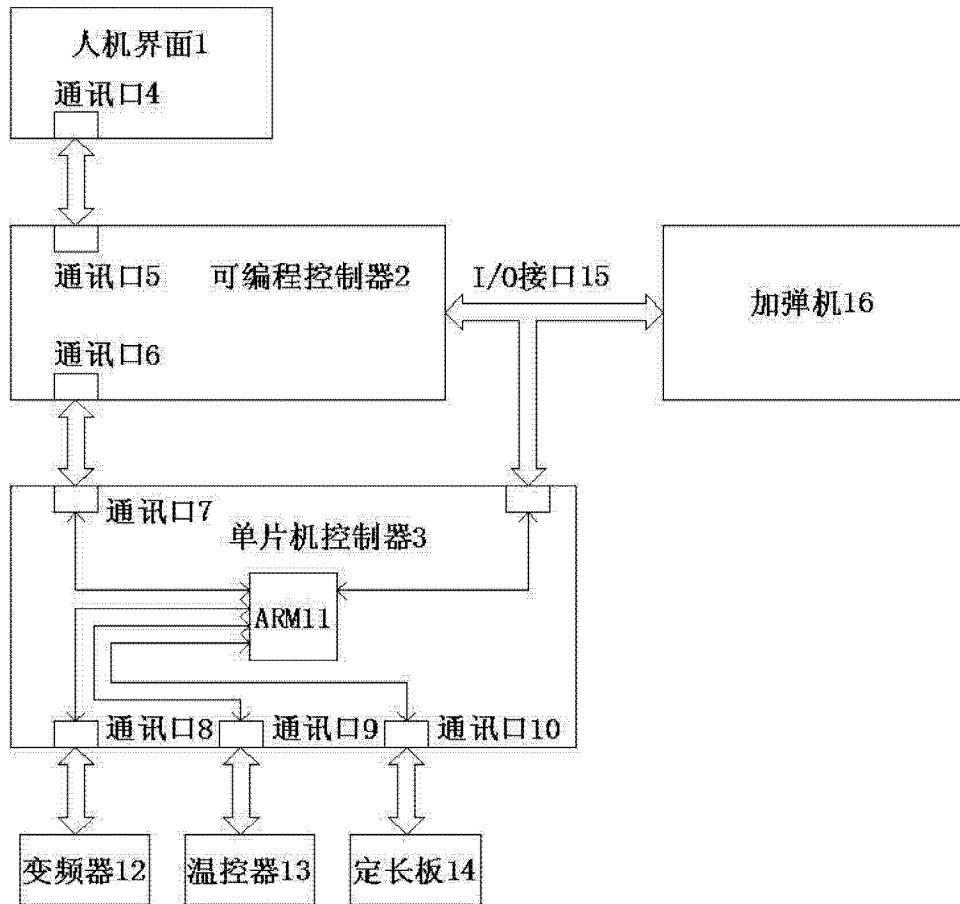 人机界面1
通讯口4
通讯口5
可编程控制器2
I/O接口15
加弹机16
通讯口6
通讯口7
单片机控制器3
ARM11
通讯口8
通讯口9
通讯口10
变频器12
温控器13
定长板14